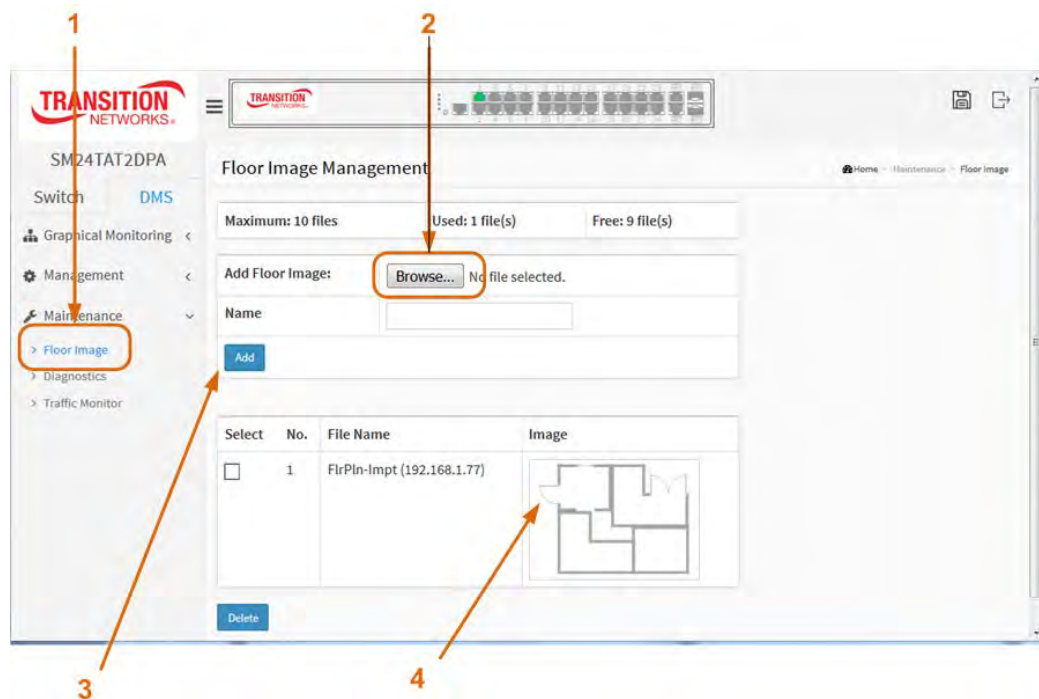 1
2
TRANSITION
NETWORKS®
TRANSITION
NETWORKS
SM24TAT2DPA
Switch DMS
Floor Image Management
Home - Maintenance - Floor Image
Graphical Monitoring
Management
Maintenance
> Floor Image
> Diagnostics
> Traffic Monitor
Maximum: 10 files Used: 1 file(s) Free: 9 file(s)
Add Floor Image: Browse... No file selected.
Name
Add
Select No. File Name Image
1 FlrPln-Impt (192.168.1.77)
Delete
3
4